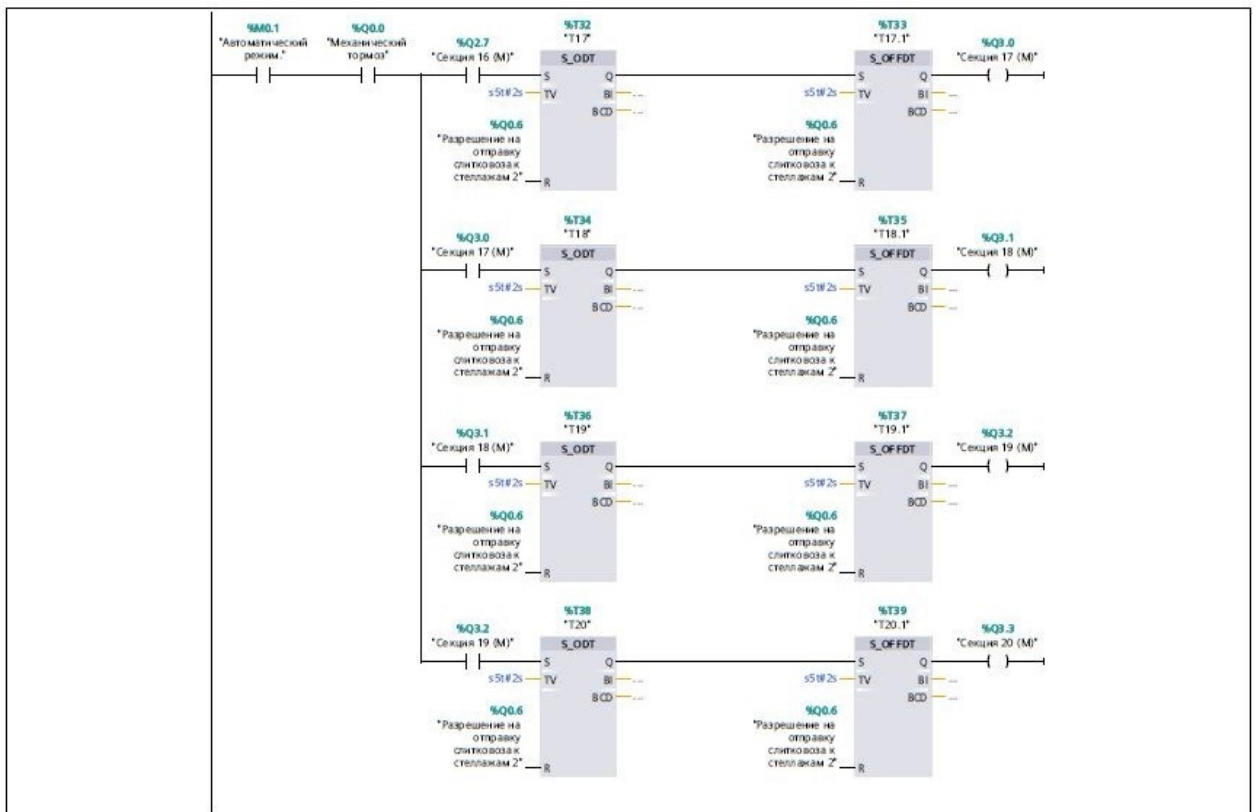 %M0.1
"Автоматический
режим."
%Q0.0
"Механический
тормоз"
%Q2.7
"Секция 16 (М)"
%T32
"T17"
S_ODT
S
Q
s5t#2s
TV
BI
...
BCD
...
%Q0.6
"Разрешение на
отправку
слитковоза к
стеллажам 2"
R
%T33
"T17.1"
S_OFFDT
S
Q
s5t#2s
TV
BI
...
BCD
...
%Q0.6
"Разрешение на
отправку
слитковоза к
стеллажам 2"
R
%Q3.0
"Секция 17 (М)"
%Q3.0
"Секция 17 (М)"
%T34
"T18"
S_ODT
S
Q
s5t#2s
TV
BI
...
BCD
...
%Q0.6
"Разрешение на
отправку
слитковоза к
стеллажам 2"
R
%T35
"T18.1"
S_OFFDT
S
Q
s5t#2s
TV
BI
...
BCD
...
%Q0.6
"Разрешение на
отправку
слитковоза к
стеллажам 2"
R
%Q3.1
"Секция 18 (М)"
%Q3.1
"Секция 18 (М)"
%T36
"T19"
S_ODT
S
Q
s5t#2s
TV
BI
...
BCD
...
%Q0.6
"Разрешение на
отправку
слитковоза к
стеллажам 2"
R
%T37
"T19.1"
S_OFFDT
S
Q
s5t#2s
TV
BI
...
BCD
...
%Q0.6
"Разрешение на
отправку
слитковоза к
стеллажам 2"
R
%Q3.2
"Секция 19 (М)"
%Q3.2
"Секция 19 (М)"
%T38
"T20"
S_ODT
S
Q
s5t#2s
TV
BI
...
BCD
...
%Q0.6
"Разрешение на
отправку
слитковоза к
стеллажам 2"
R
%T39
"T20.1"
S_OFFDT
S
Q
s5t#2s
TV
BI
...
BCD
...
%Q0.6
"Разрешение на
отправку
слитковоза к
стеллажам 2"
R
%Q3.3
"Секция 20 (М)"